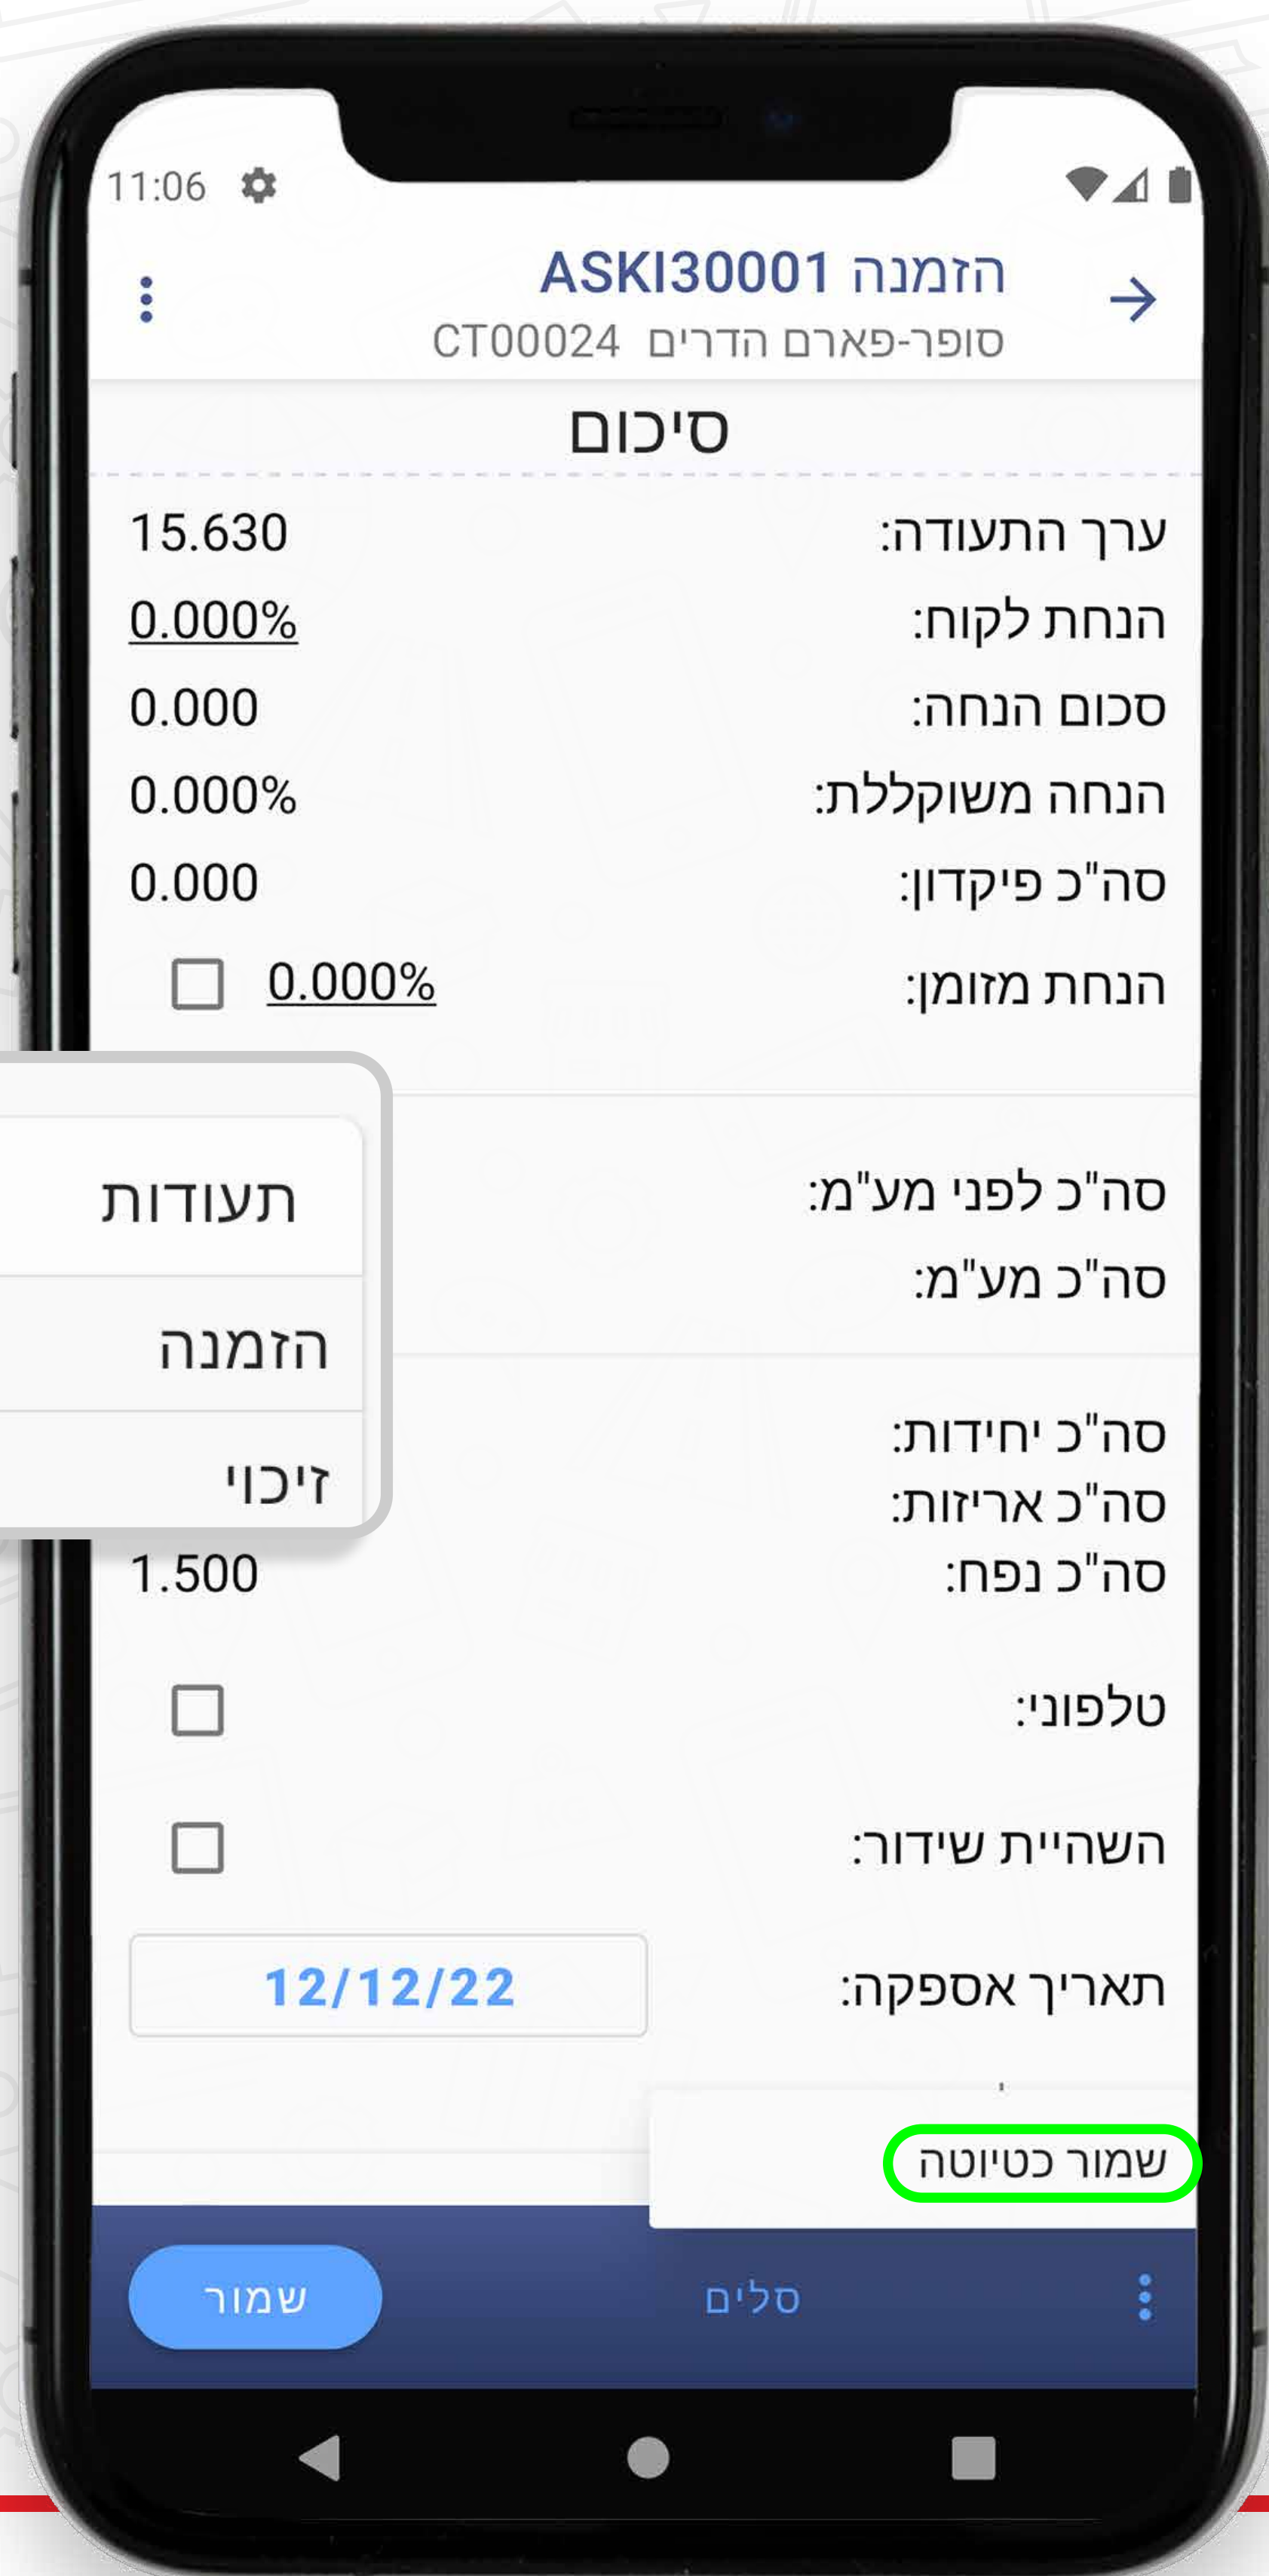 11:06
הזמנה ASKI30001
סופר-פארם הדרים CT00024
סיכום
ערך התעודה: 15.630
הנחת לקוח: 0.000%
סכום הנחה: 0.000
הנחה משוקללת: 0.000%
סה"כ פיקדון: 0.000
הנחת מזומן: 0.000%
סה"כ לפני מע"מ:
סה"כ מע"מ:
תעודות
הזמנה
זיכוי
סה"כ יחידות:
סה"כ אריזות:
סה"כ נפח: 1.500
טלפוני:
השהיית שידור:
תאריך אספקה: 12/12/22
שמור כטיוטה
סלים
שמור